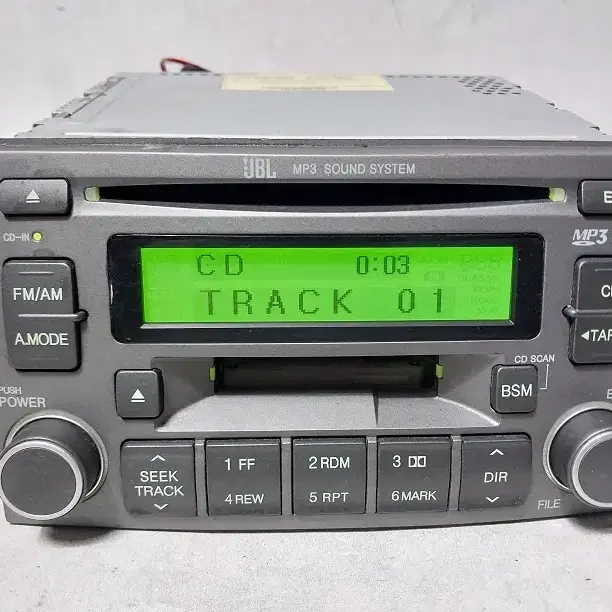 JBL MP3 SOUND SYSTEM
CD-IN
MP3
FM/AM
A.MODE
CD 0:03
TRACK 01
◀TAP
CD SCAN
BSM
PUSH
POWER
SEEK
TRACK
1 FF
4 REW
2 RDM
5 RPT
3
6 MARK
DIR
FILE